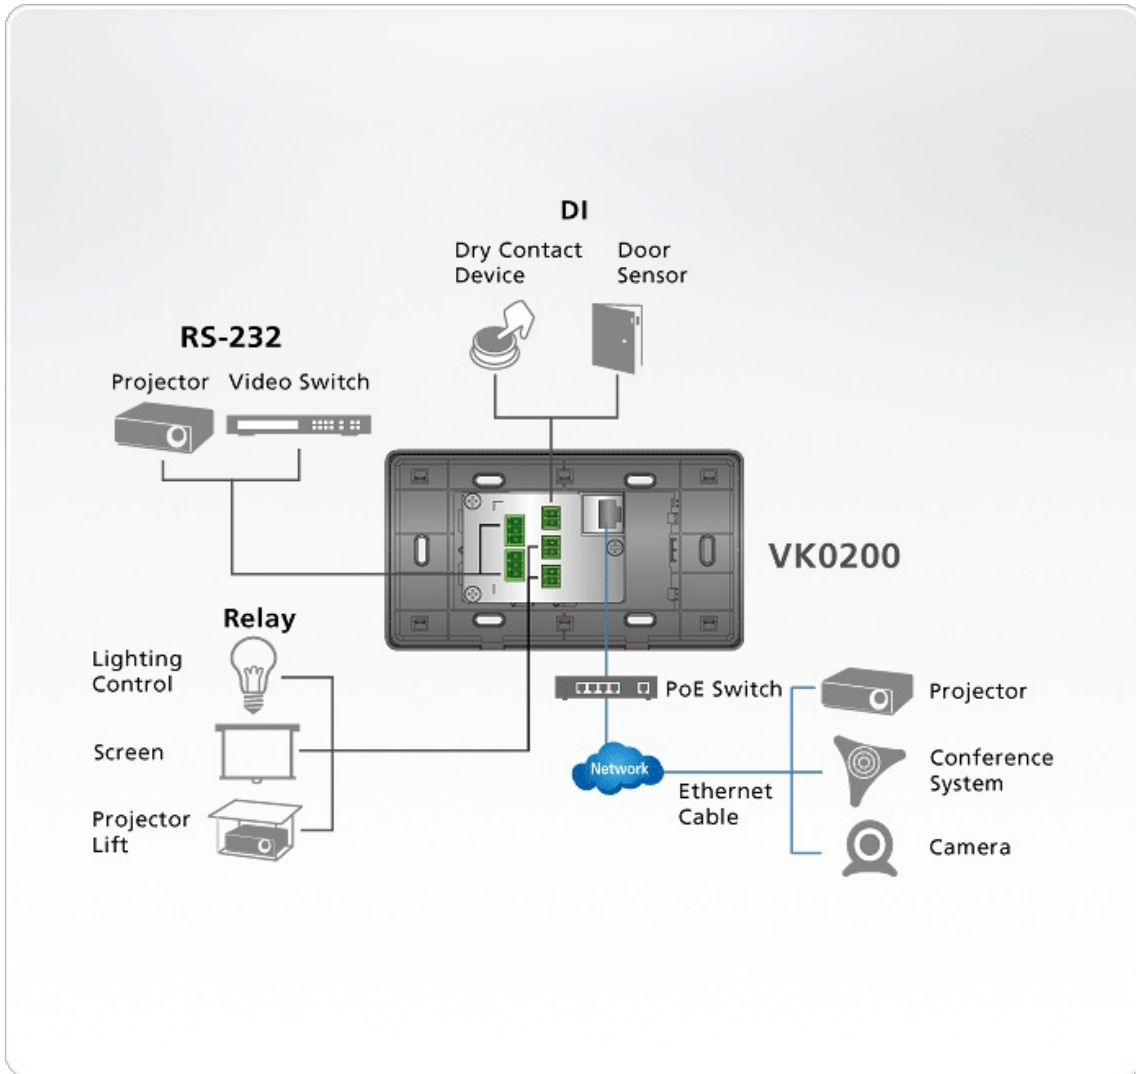 DI
Dry Contact
Device
Door
Sensor
RS-232
Projector
Video Switch
VK0200
Relay
Lighting
Control
Screen
Projector
Lift
PoE Switch
Network
Ethernet
Cable
Projector
Conference
System
Camera